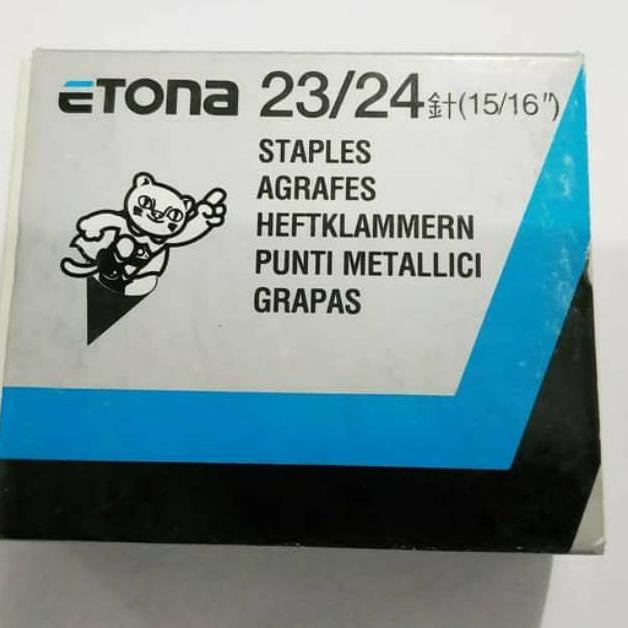 ETONA 23/24針(15/16")
STAPLES
AGRAFES
HEFTKLAMMERN
PUNTI METALLICI
GRAPAS